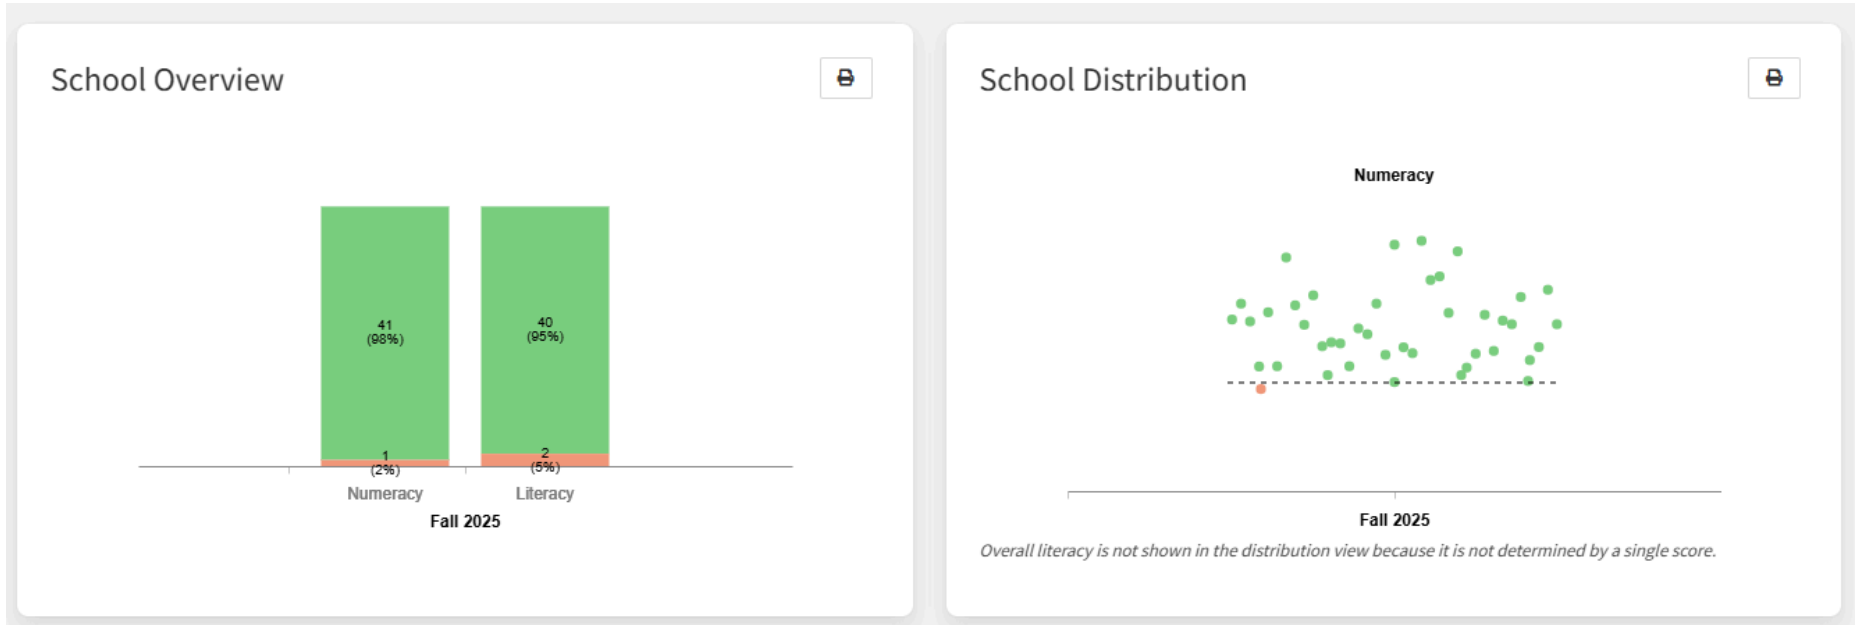 School Overview
41
(98%)
40
(95%)
1
(2%)
2
(5%)
Numeracy
Literacy
Fall 2025
School Distribution
Numeracy
Fall 2025
Overall literacy is not shown in the distribution view because it is not determined by a single score.